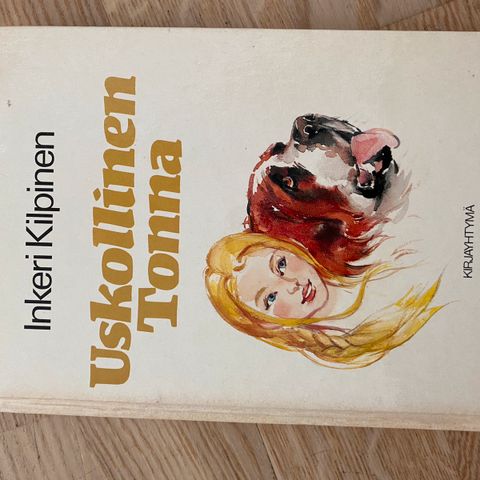 Inkeri Kilpinen
Uskollinen
Tonna
KIRJAYHTYMÄ